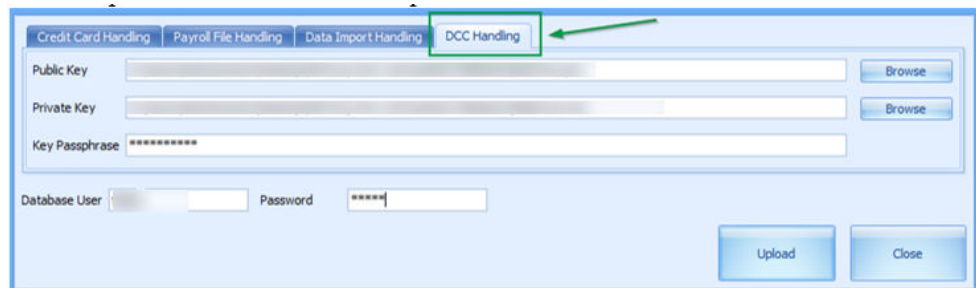 Credit Card Handling Payroll File Handling Data Import Handling DCC Handling
Public Key Browse
Private Key Browse
Key Passphrase **********
Database User Password *****
Upload Close